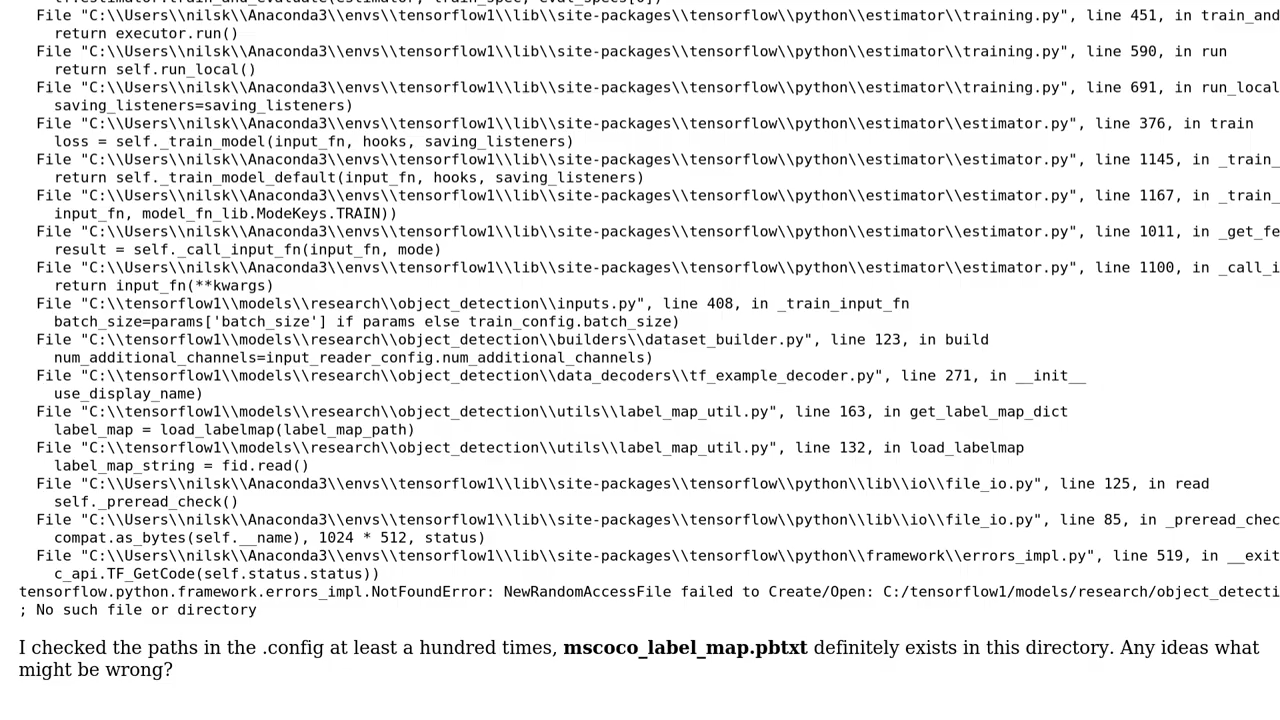 tf.estimator.train_and_evaluate(estimator, train_spec, eval_specs[0])
File "C:\\Users\\nilsk\\Anaconda3\\envs\\tensorflow1\\lib\\site-packages\\tensorflow\\python\\estimator\\training.py", line 451, in train_and
return executor.run()
File "C:\\Users\\nilsk\\Anaconda3\\envs\\tensorflow1\\lib\\site-packages\\tensorflow\\python\\estimator\\training.py", line 590, in run
return self.run_local()
File "C:\\Users\\nilsk\\Anaconda3\\envs\\tensorflow1\\lib\\site-packages\\tensorflow\\python\\estimator\\training.py", line 691, in run_local
saving_listeners=saving_listeners)
File "C:\\Users\\nilsk\\Anaconda3\\envs\\tensorflow1\\lib\\site-packages\\tensorflow\\python\\estimator\\estimator.py", line 376, in train
loss = self._train_model(input_fn, hooks, saving_listeners)
File "C:\\Users\\nilsk\\Anaconda3\\envs\\tensorflow1\\lib\\site-packages\\tensorflow\\python\\estimator\\estimator.py", line 1145, in _train_
return self._train_model_default(input_fn, hooks, saving_listeners)
File "C:\\Users\\nilsk\\Anaconda3\\envs\\tensorflow1\\lib\\site-packages\\tensorflow\\python\\estimator\\estimator.py", line 1167, in _train_
input_fn, model_fn_lib.ModeKeys.TRAIN))
File "C:\\Users\\nilsk\\Anaconda3\\envs\\tensorflow1\\lib\\site-packages\\tensorflow\\python\\estimator\\estimator.py", line 1011, in _get_fe
result = self._call_input_fn(input_fn, mode)
File "C:\\Users\\nilsk\\Anaconda3\\envs\\tensorflow1\\lib\\site-packages\\tensorflow\\python\\estimator\\estimator.py", line 1100, in _call_i
return input_fn(**kwargs)
File "C:\\tensorflow1\\models\\research\\object_detection\\inputs.py", line 408, in _train_input_fn
batch_size=params['batch_size'] if params else train_config.batch_size)
File "C:\\tensorflow1\\models\\research\\object_detection\\builders\\dataset_builder.py", line 123, in build
num_additional_channels=input_reader_config.num_additional_channels)
File "C:\\tensorflow1\\models\\research\\object_detection\\data_decoders\\tf_example_decoder.py", line 271, in __init__
use_display_name)
File "C:\\tensorflow1\\models\\research\\object_detection\\utils\\label_map_util.py", line 163, in get_label_map_dict
label_map = load_labelmap(label_map_path)
File "C:\\tensorflow1\\models\\research\\object_detection\\utils\\label_map_util.py", line 132, in load_labelmap
label_map_string = fid.read()
File "C:\\Users\\nilsk\\Anaconda3\\envs\\tensorflow1\\lib\\site-packages\\tensorflow\\python\\lib\\io\\file_io.py", line 125, in read
self._preread_check()
File "C:\\Users\\nilsk\\Anaconda3\\envs\\tensorflow1\\lib\\site-packages\\tensorflow\\python\\lib\\io\\file_io.py", line 85, in _preread_chec
compat.as_bytes(self.__name), 1024 * 512, status)
File "C:\\Users\\nilsk\\Anaconda3\\envs\\tensorflow1\\lib\\site-packages\\tensorflow\\python\\framework\\errors_impl.py", line 519, in __exit
c_api.TF_GetCode(self.status.status))
tensorflow.python.framework.errors_impl.NotFoundError: NewRandomAccessFile failed to Create/Open: C:/tensorflow1/models/research/object_detecti
; No such file or directory
I checked the paths in the .config at least a hundred times, mscoco_label_map.pbtxt definitely exists in this directory. Any ideas what
might be wrong?